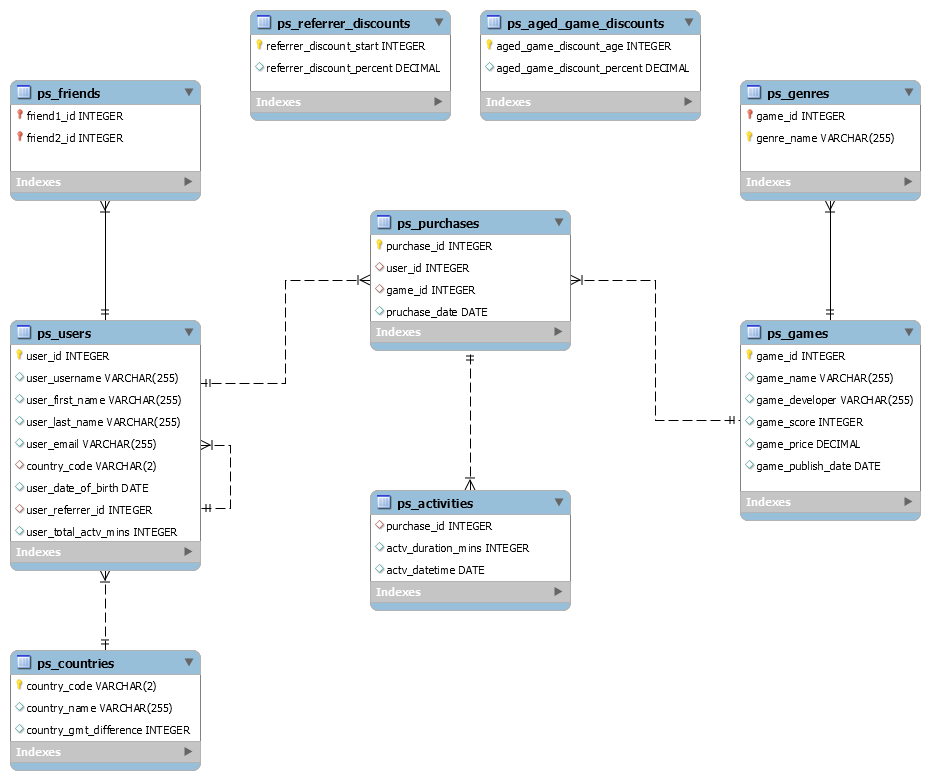 ps_referrer_discounts
referrer_discount_start INTEGER
referrer_discount_percent DECIMAL
Indexes
ps_aged_game_discounts
aged_game_discount_age INTEGER
aged_game_discount_percent DECIMAL
Indexes
ps_friends
friend1_id INTEGER
friend2_id INTEGER
Indexes
ps_genres
game_id INTEGER
genre_name VARCHAR(255)
Indexes
ps_purchases
purchase_id INTEGER
user_id INTEGER
game_id INTEGER
pruchase_date DATE
Indexes
ps_users
user_id INTEGER
user_username VARCHAR(255)
user_first_name VARCHAR(255)
user_last_name VARCHAR(255)
user_email VARCHAR(255)
country_code VARCHAR(2)
user_date_of_birth DATE
user_referrer_id INTEGER
user_total_actv_mins INTEGER
Indexes
ps_games
game_id INTEGER
game_name VARCHAR(255)
game_developer VARCHAR(255)
game_score INTEGER
game_price DECIMAL
game_publish_date DATE
Indexes
ps_activities
purchase_id INTEGER
actv_duration_mins INTEGER
actv_datetime DATE
Indexes
ps_countries
country_code VARCHAR(2)
country_name VARCHAR(255)
country_gmt_difference INTEGER
Indexes